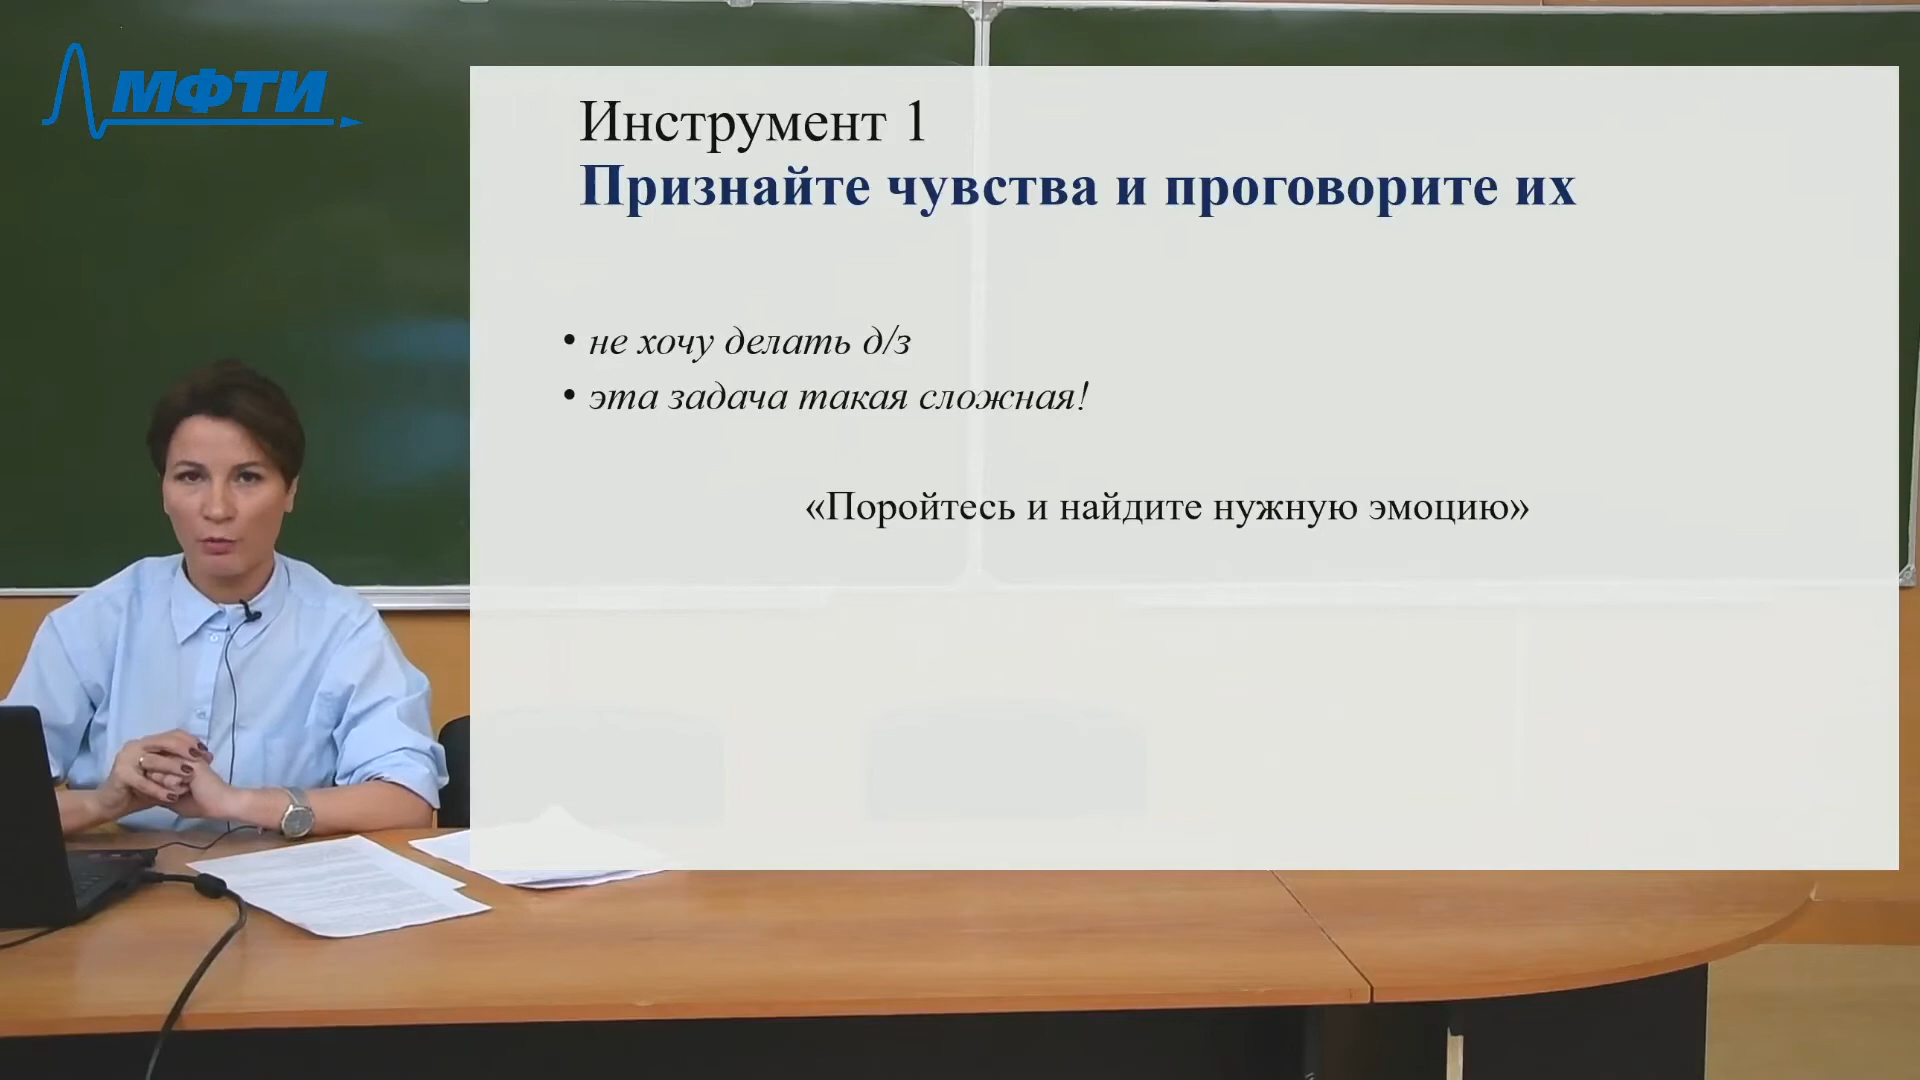 МФТИ
Инструмент 1
Признайте чувства и проговорите их
• не хочу делать д/з
• эта задача такая сложная!
«Поройтесь и найдите нужную эмоцию»